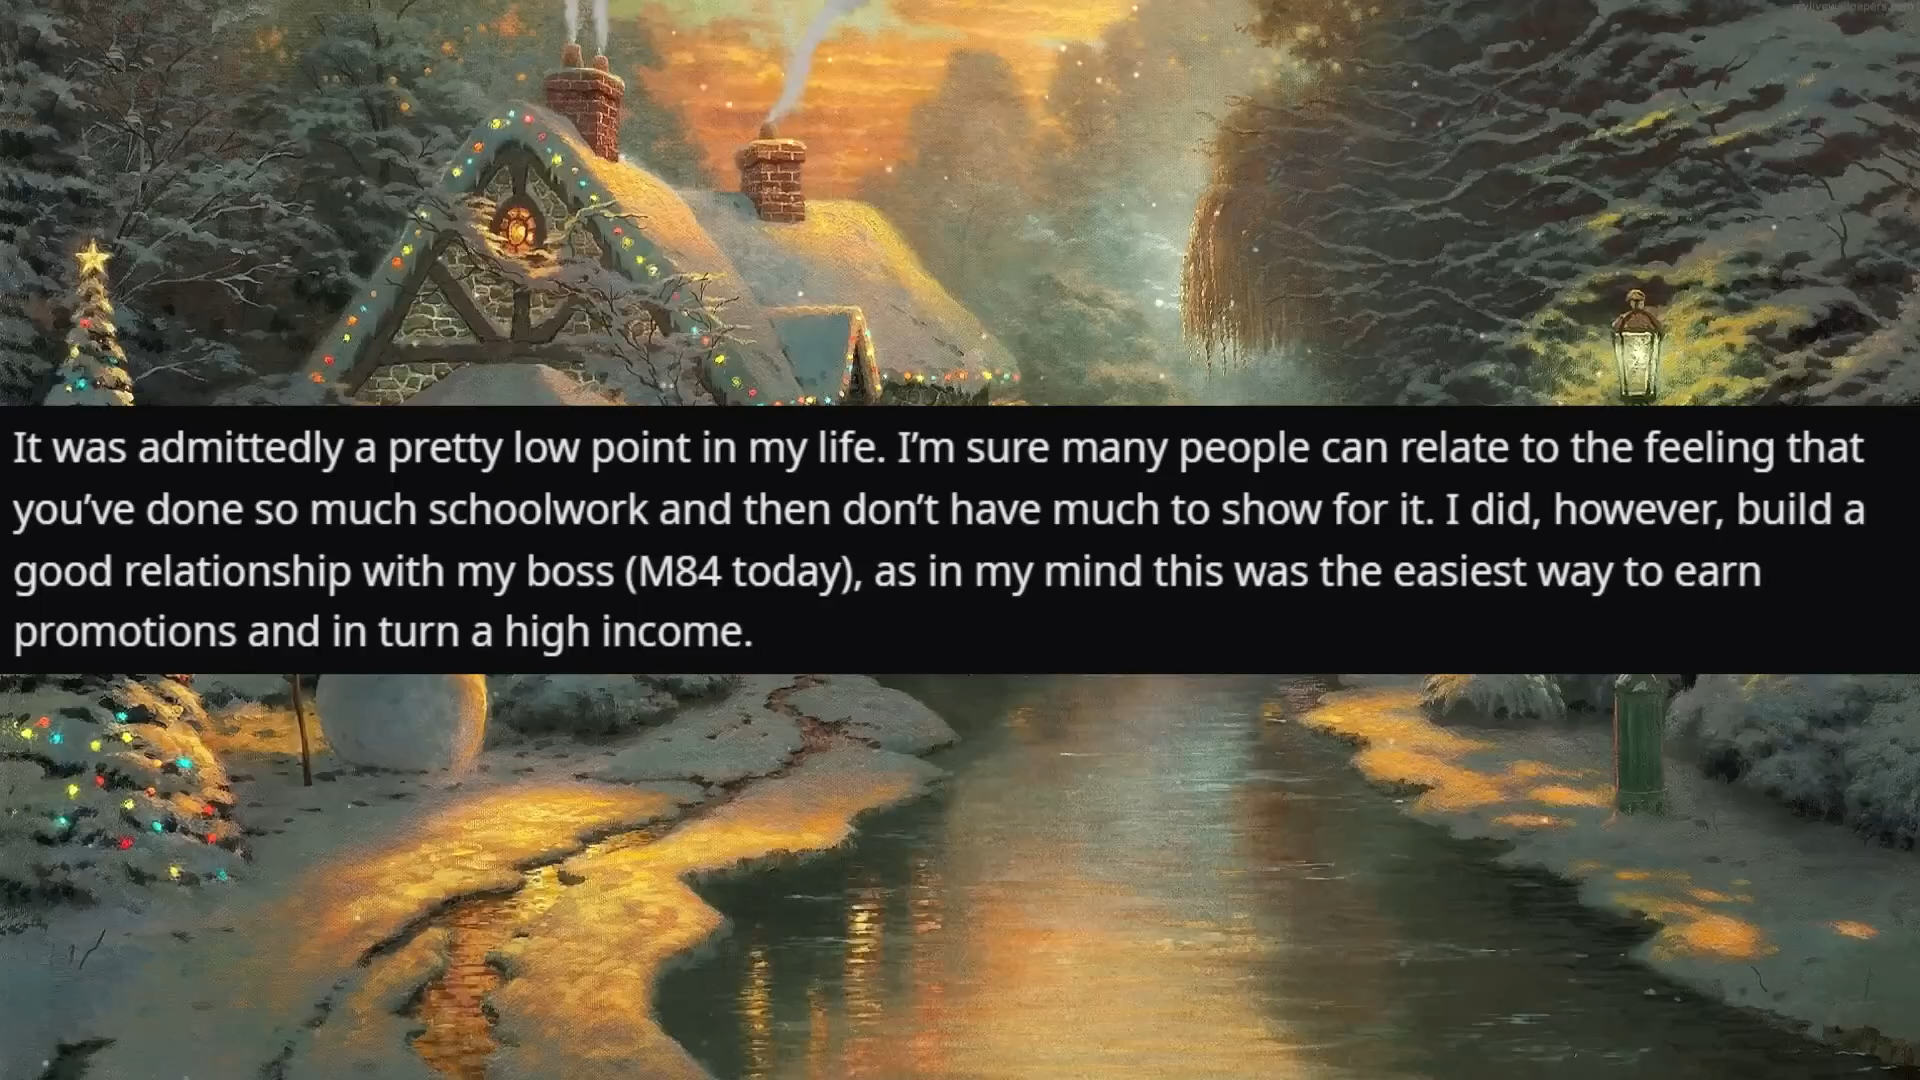 It was admittedly a pretty low point in my life. I’m sure many people can relate to the feeling that
you’ve done so much schoolwork and then don’t have much to show for it. I did, however, build a
good relationship with my boss (M84 today), as in my mind this was the easiest way to earn
promotions and in turn a high income.